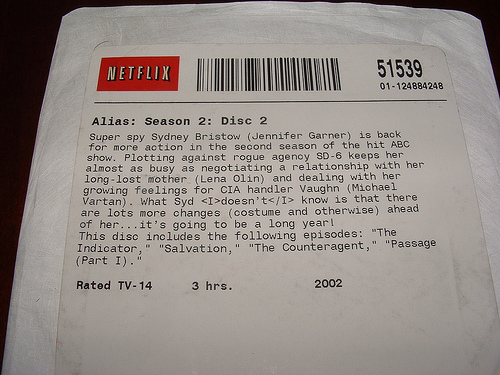 NETFLIX
51539
01-124884248
Alias: Season 2: Disc 2
Super spy Sydney Bristow (Jennifer Garner) is back
for more action in the second season of the hit ABC
show. Plotting against rogue agency SD-6 keeps her
almost as busy as negotiating a relationship with her
long-lost mother (Lena Olin) and dealing with her
growing feelings for CIA handler Vaughn (Michael
Vartan). What Syd <I>doesn't</I> know is that there
are lots more changes (costume and otherwise) ahead
of her...it's going to be a long year!
This disc includes the following episodes: "The
Indicator," "Salvation," "The Counteragent," "Passage
(Part I)."
Rated TV-14 3 hrs. 2002